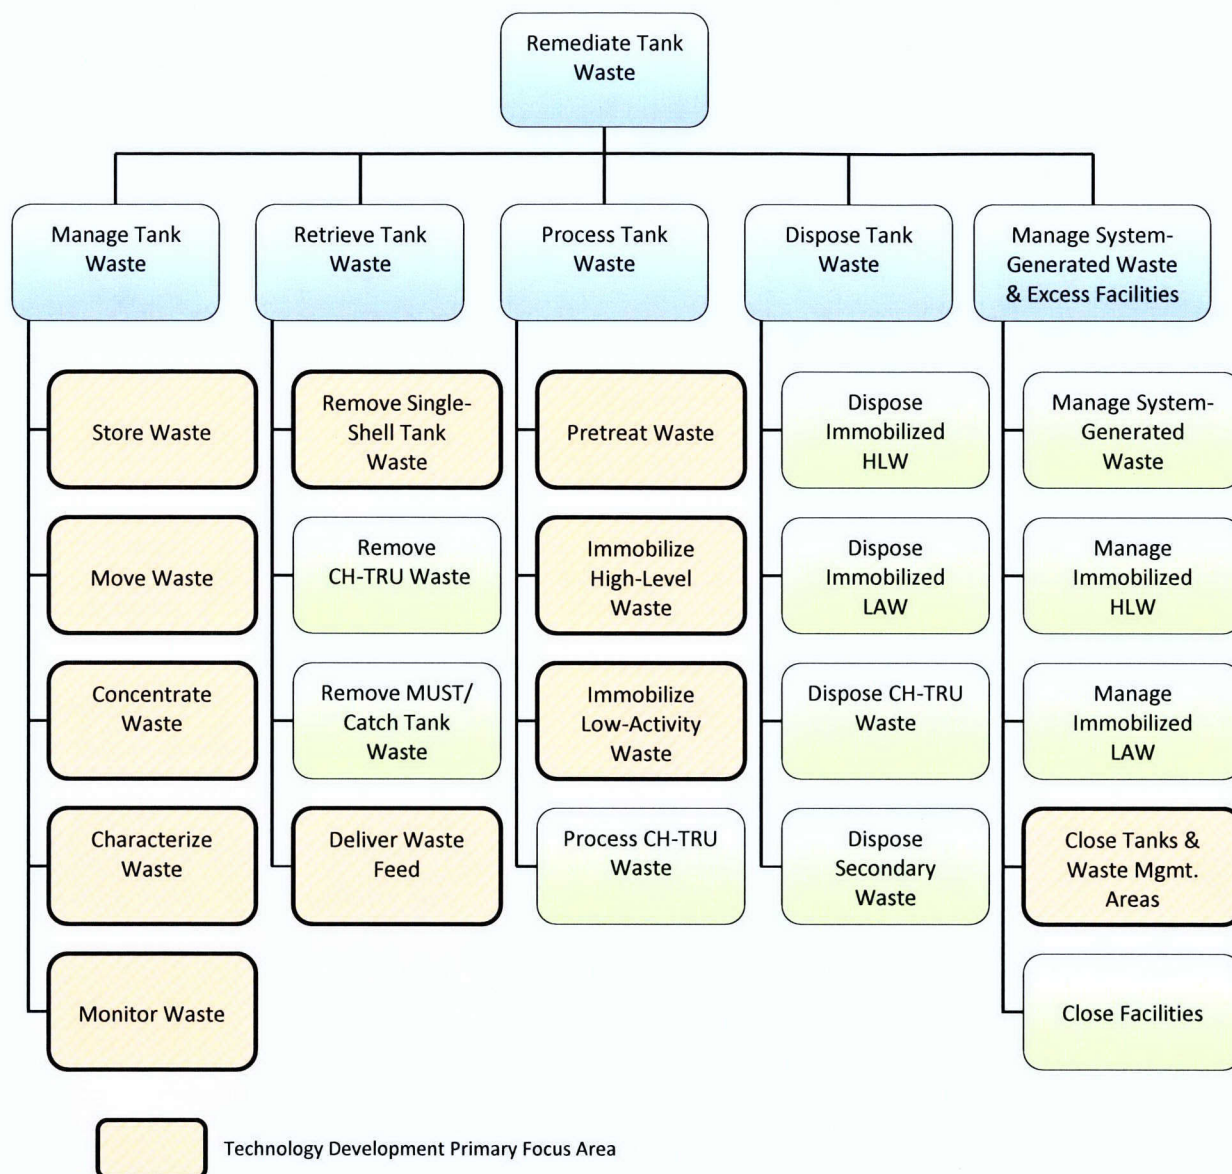 Remediate Tank
Waste
Manage Tank
Waste
Retrieve Tank
Waste
Process Tank
Waste
Dispose Tank
Waste
Manage System-
Generated Waste
& Excess Facilities
Store Waste
Remove Single-
Shell Tank
Waste
Pretreat Waste
Dispose
Immobilized
HLW
Manage System-
Generated
Waste
Move Waste
Remove
CH-TRU Waste
Immobilize
High-Level
Waste
Dispose
Immobilized
LAW
Manage
Immobilized
HLW
Concentrate
Waste
Remove MUST/
Catch Tank
Waste
Immobilize
Low-Activity
Waste
Dispose CH-TRU
Waste
Manage
Immobilized
LAW
Characterize
Waste
Deliver Waste
Feed
Process CH-TRU
Waste
Dispose
Secondary
Waste
Close Tanks &
Waste Mgmt.
Areas
Monitor Waste
Close Facilities
Technology Development Primary Focus Area